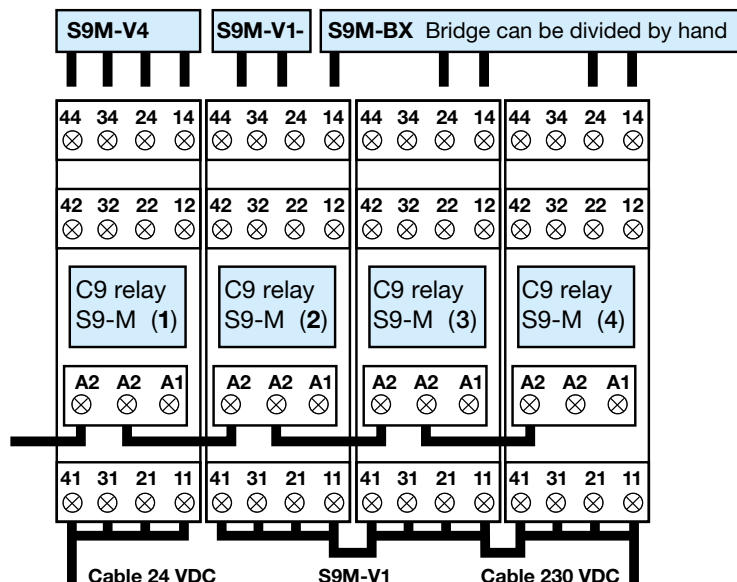 S9M-V4 S9M-V1- S9M-BX Bridge can be divided by hand
44 34 24 14 44 34 24 14 44 34 24 14 44 34 24 14
42 32 22 12 42 32 22 12 42 32 22 12 42 32 22 12
C9 relay C9 relay C9 relay C9 relay
S9-M (1) S9-M (2) S9-M (3) S9-M (4)
A2 A2 A1 A2 A2 A1 A2 A2 A1 A2 A2 A1
41 31 21 11 41 31 21 11 41 31 21 11 41 31 21 11
Cable 24 VDC S9M-V1 Cable 230 VDC